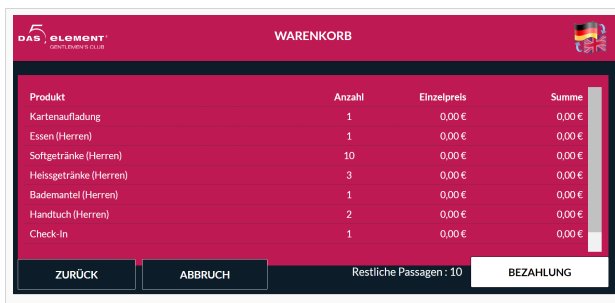 5
DAS ELEMENT
GENTLEMEN'S CLUB
WARENKORB
Produkt Anzahl Einzelpreis Summe
Kartenaufladung 1 0,00 € 0,00 €
Essen (Herren) 1 0,00 € 0,00 €
Softgetränke (Herren) 10 0,00 € 0,00 €
Heissgetränke (Herren) 3 0,00 € 0,00 €
Bademantel (Herren) 1 0,00 € 0,00 €
Handtuch (Herren) 2 0,00 € 0,00 €
Check-In 1 0,00 € 0,00 €
ZURÜCK ABBRUCH Restliche Passagen : 10 BEZAHLUNG